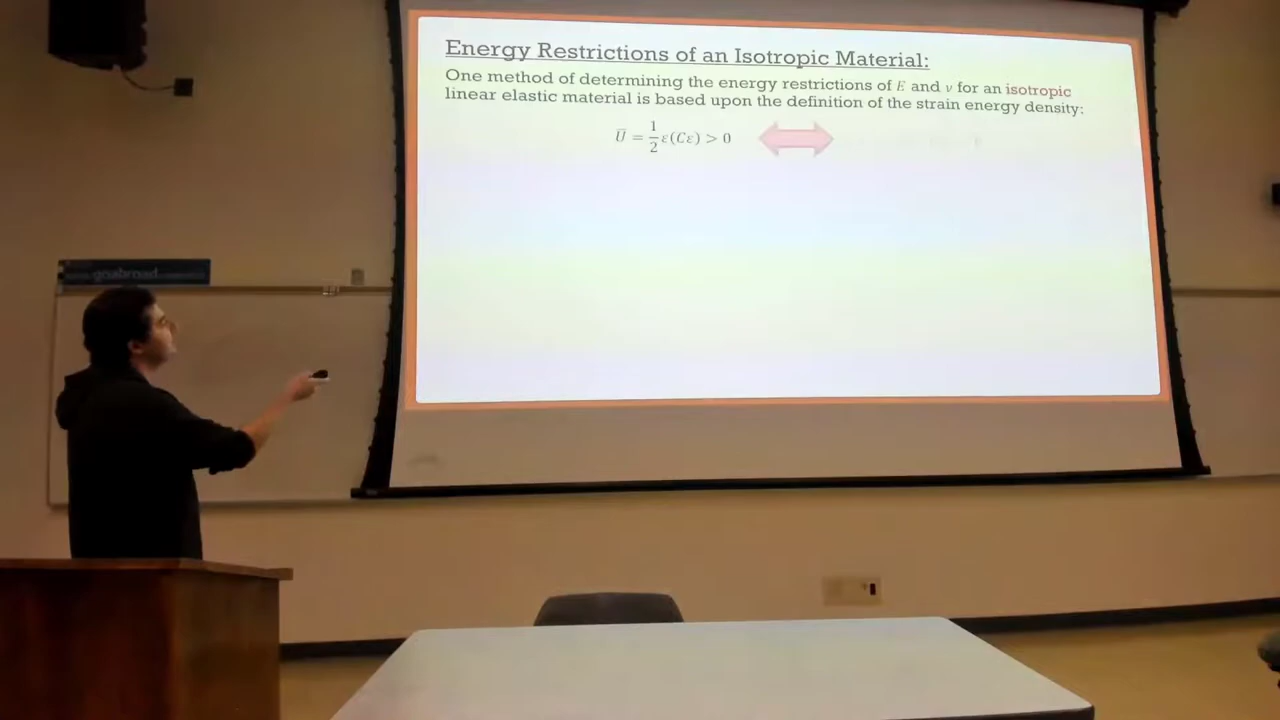 Energy Restrictions of an Isotropic Material:
One method of determining the energy restrictions of E and ν for an isotropic
linear elastic material is based upon the definition of the strain energy density:
U̅ = 1/2 ε(Cε) > 0
goabroad